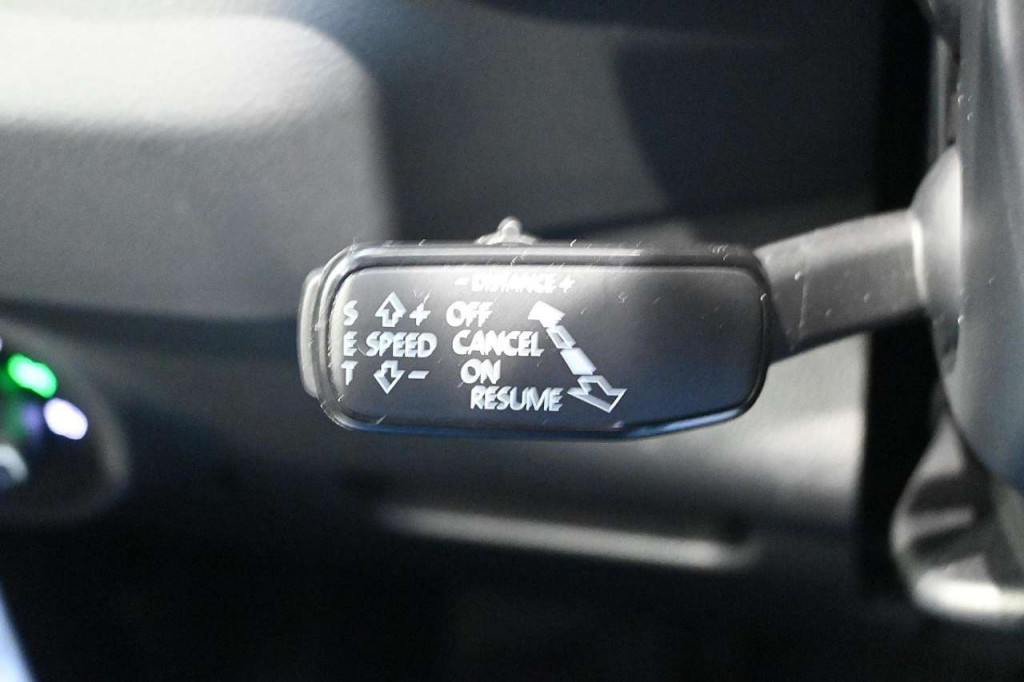 - DISTANCE +
S + OFF
E SPEED CANCEL
T - ON
RESUME